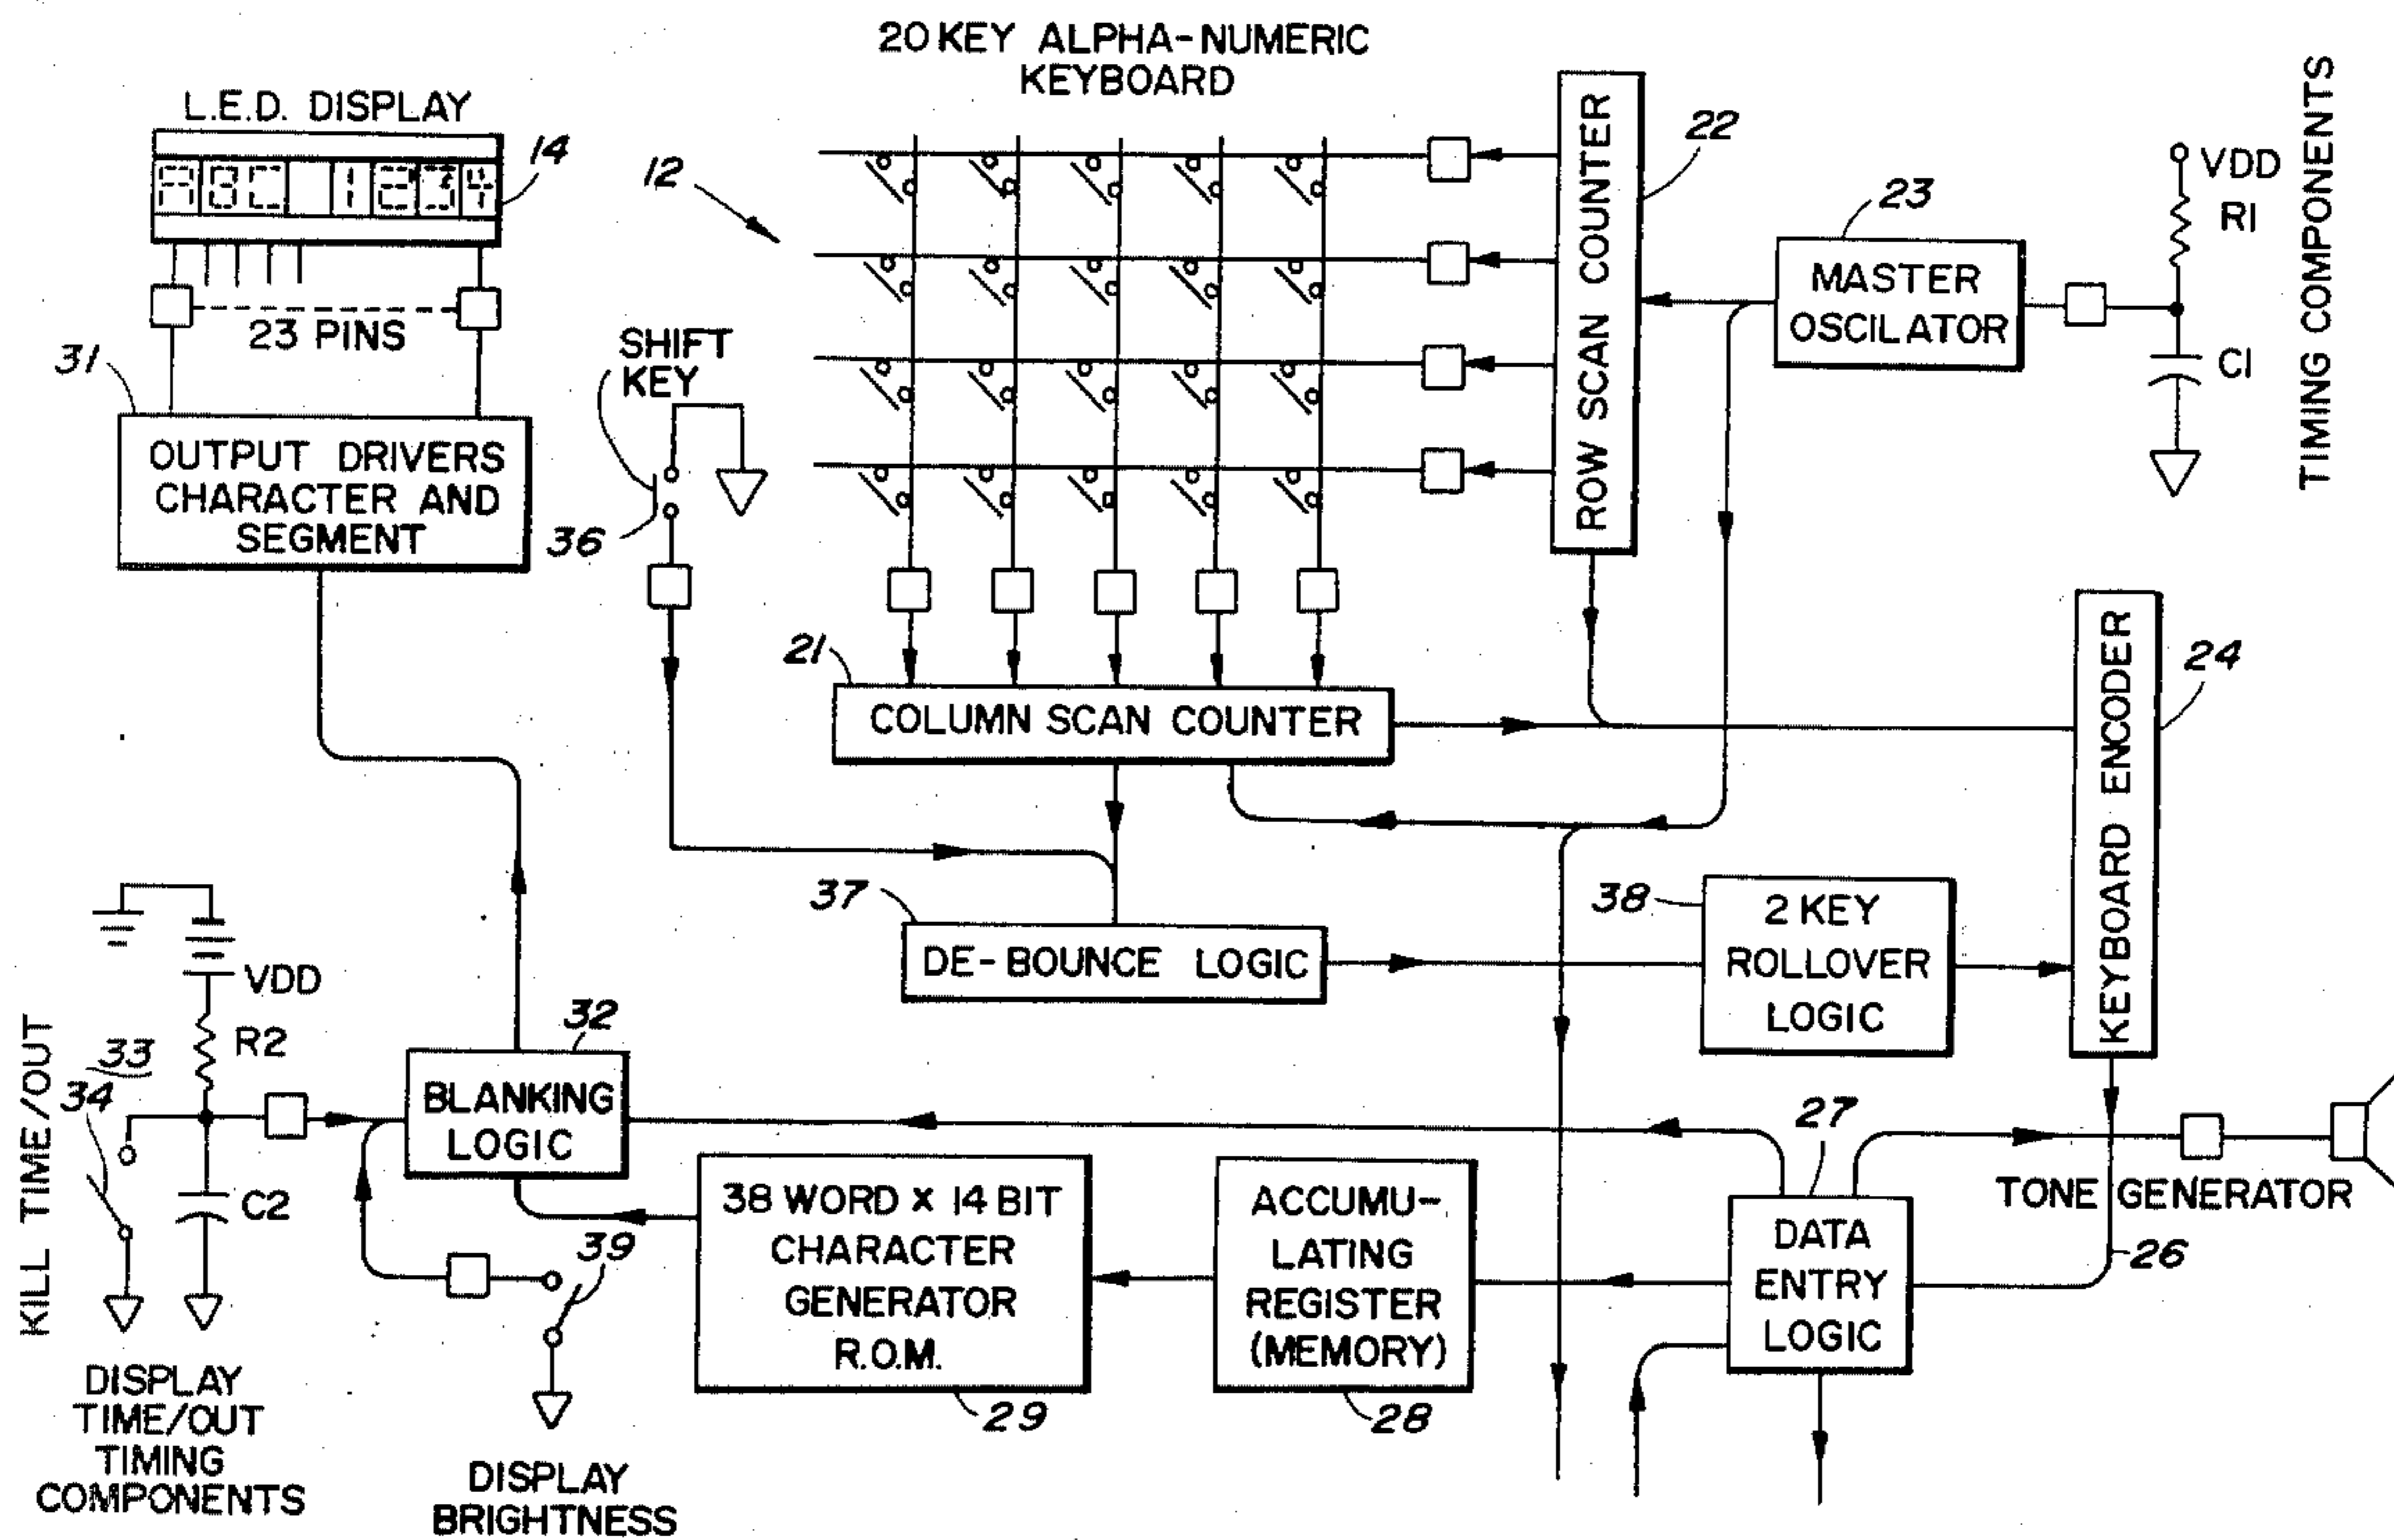 20 KEY ALPHA-NUMERIC
KEYBOARD
L.E.D. DISPLAY
ABC 1234
14
12
22
ROW SCAN COUNTER
23
MASTER
OSCILATOR
VDD
R1
C1
TIMING COMPONENTS
23 PINS
31
OUTPUT DRIVERS
CHARACTER AND
SEGMENT
SHIFT
KEY
36
21
COLUMN SCAN COUNTER
24
KEYBOARD ENCODER
37
DE-BOUNCE LOGIC
38
2 KEY
ROLLOVER
LOGIC
VDD
R2
33
34
KILL TIME/OUT
C2
32
BLANKING
LOGIC
39
38 WORD x 14 BIT
CHARACTER
GENERATOR
R.O.M.
29
ACCUMU-
LATING
REGISTER
(MEMORY)
28
27
DATA
ENTRY
LOGIC
TONE GENERATOR
26
DISPLAY
TIME/OUT
TIMING
COMPONENTS
DISPLAY
BRIGHTNESS